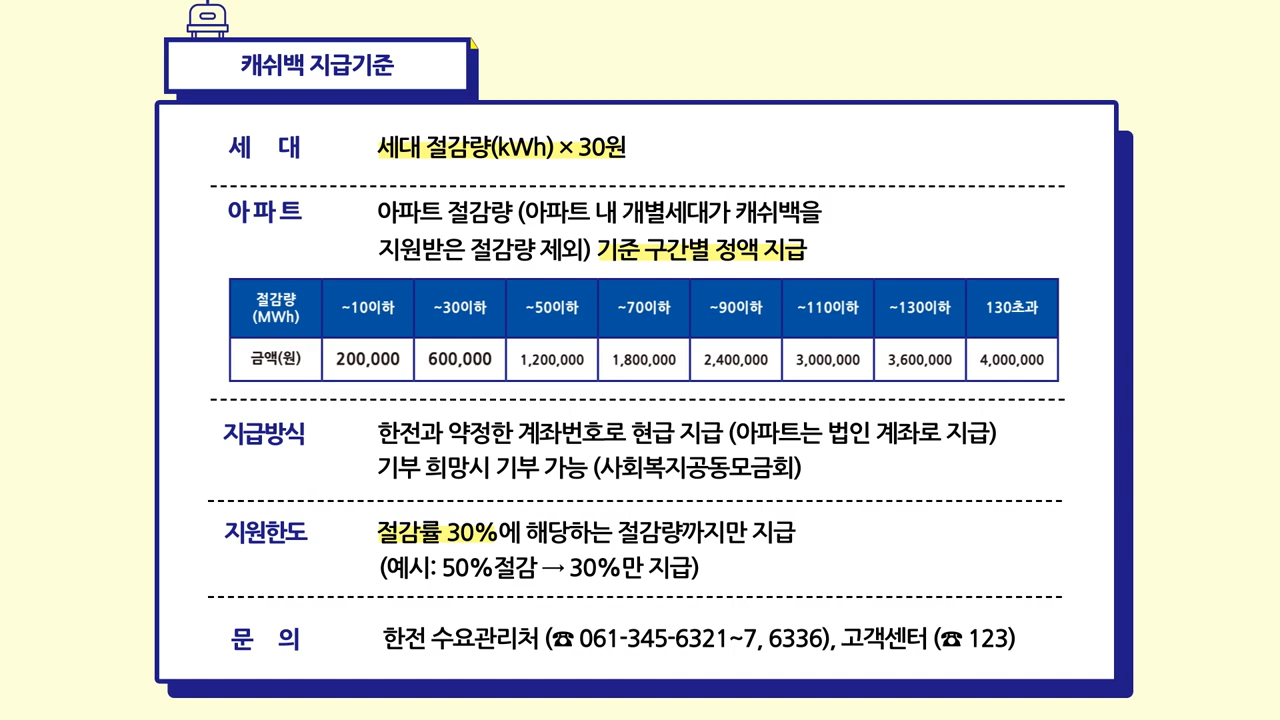 캐쉬백 지급기준
세 대 세대 절감량(kWh) × 30원
아파트 아파트 절감량 (아파트 내 개별세대가 캐쉬백을
지원받은 절감량 제외) 기준 구간별 정액 지급
절감량 (MWh) ~10이하 ~30이하 ~50이하 ~70이하 ~90이하 ~110이하 ~130이하 130초과
금액(원) 200,000 600,000 1,200,000 1,800,000 2,400,000 3,000,000 3,600,000 4,000,000
지급방식 한전과 약정한 계좌번호로 현급 지급 (아파트는 법인 계좌로 지급)
기부 희망시 기부 가능 (사회복지공동모금회)
지원한도 절감률 30%에 해당하는 절감량까지만 지급
(예시: 50%절감 → 30%만 지급)
문 의 한전 수요관리처 (☎ 061-345-6321~7, 6336), 고객센터 (☎ 123)